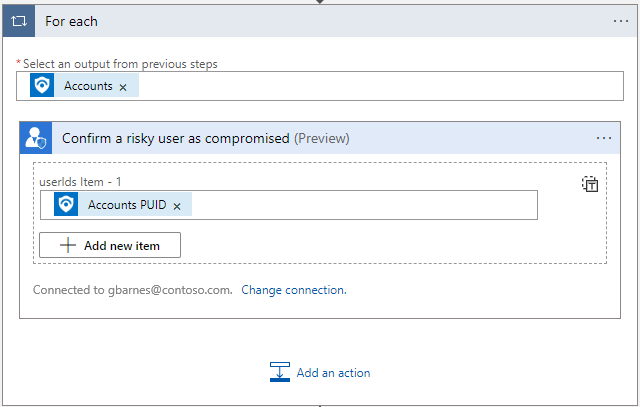 For each
* Select an output from previous steps
Accounts ×
Confirm a risky user as compromised (Preview)
userIds Item - 1
Accounts PUID ×
Add new item
Connected to gbarnes@contoso.com. Change connection.
Add an action